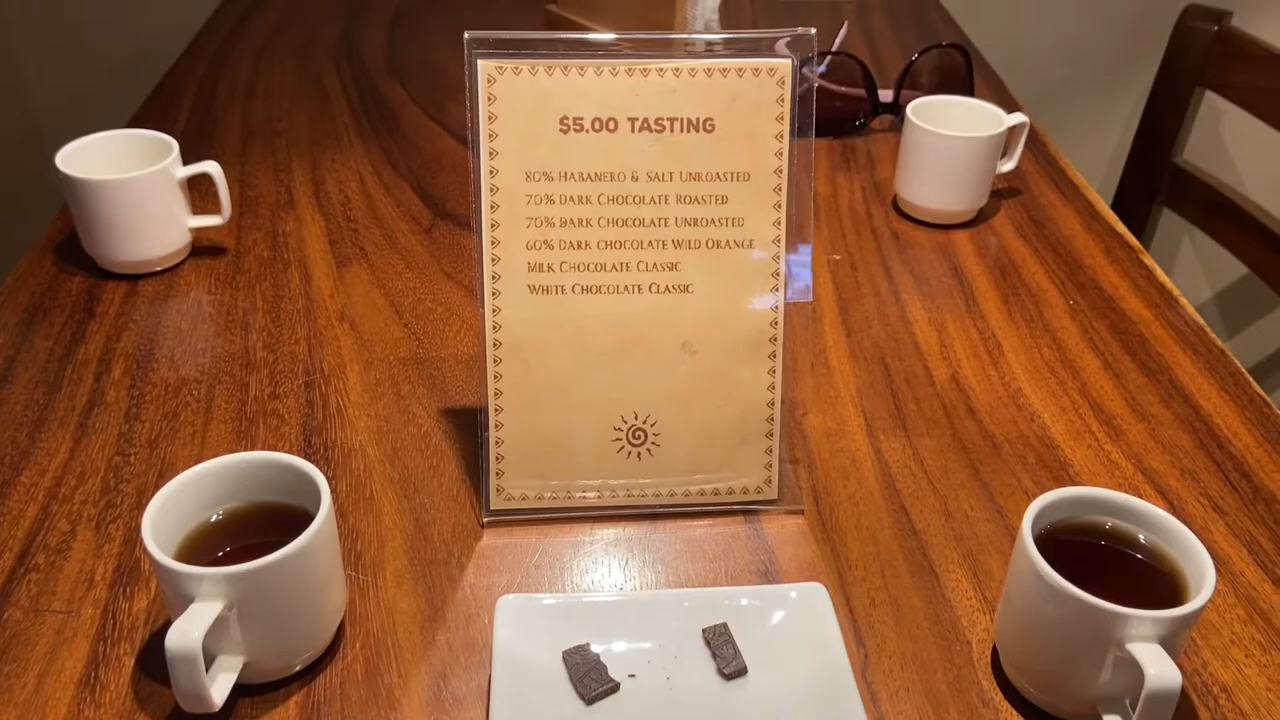 $5.00 TASTING
80% HABANERO & SALT UNROASTED
70% DARK CHOCOLATE ROASTED
70% DARK CHOCOLATE UNROASTED
60% DARK CHOCOLATE WILD ORANGE
MILK CHOCOLATE CLASSIC
WHITE CHOCOLATE CLASSIC